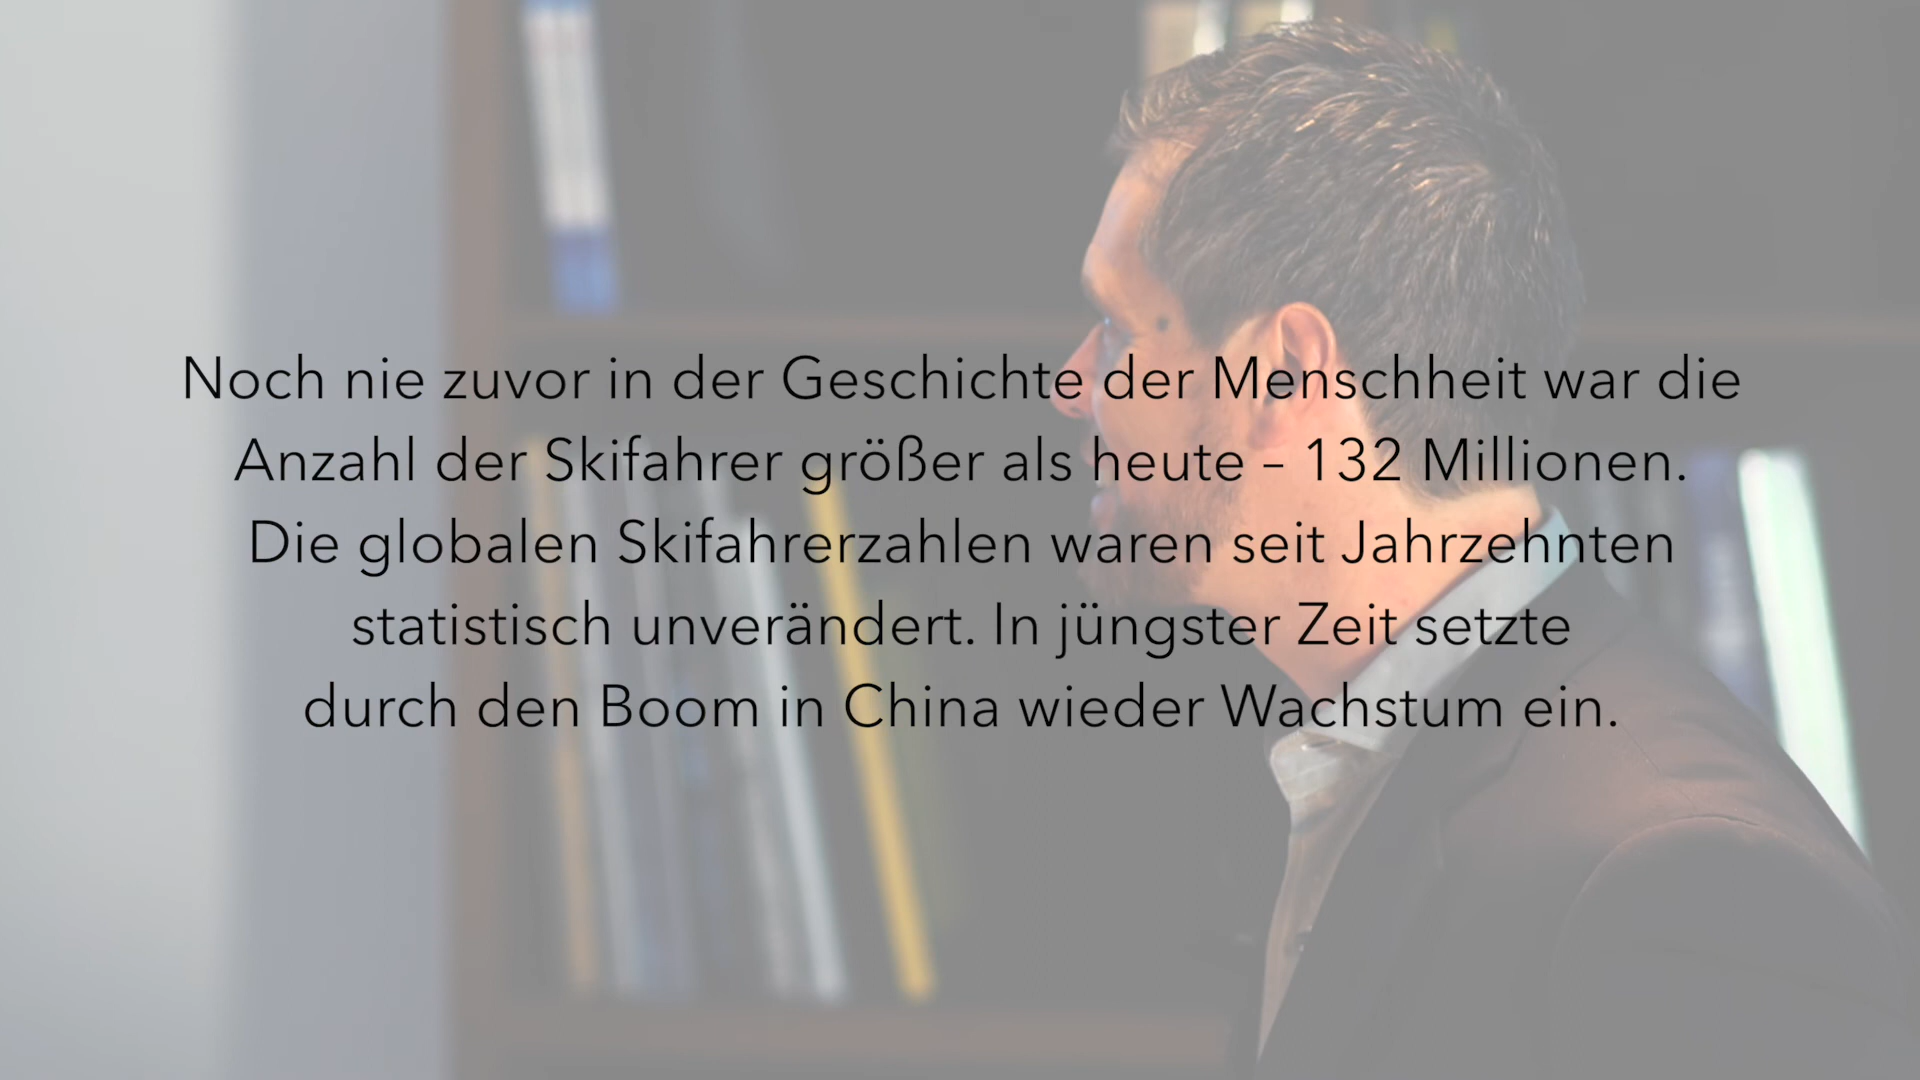 Noch nie zuvor in der Geschichte der Menschheit war die
Anzahl der Skifahrer größer als heute – 132 Millionen.
Die globalen Skifahrerzahlen waren seit Jahrzehnten
statistisch unverändert. In jüngster Zeit setzte
durch den Boom in China wieder Wachstum ein.